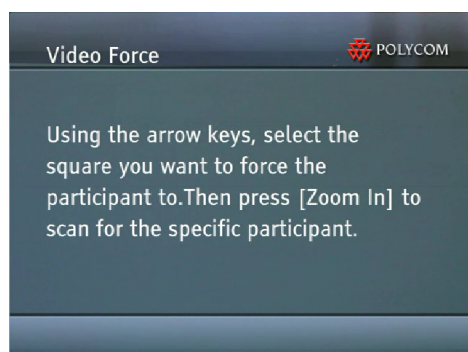 Video Force
POLYCOM
Using the arrow keys, select the
square you want to force the
participant to.Then press [Zoom In] to
scan for the specific participant.